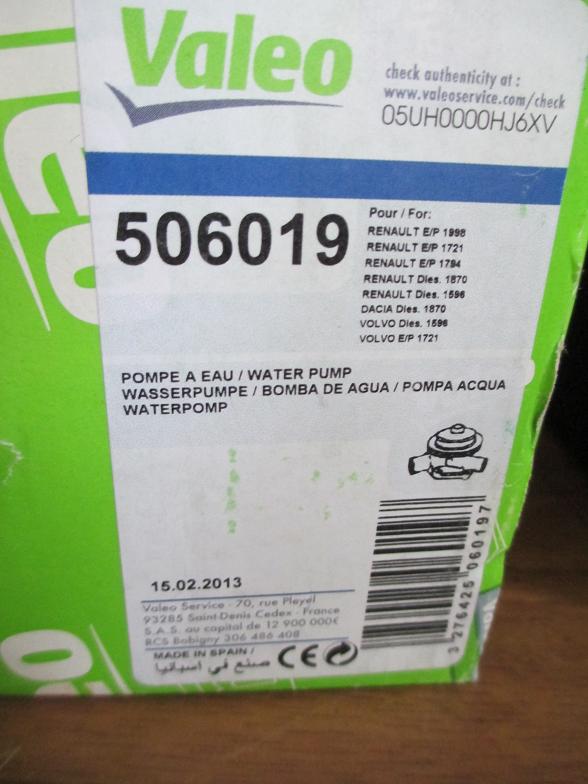 Valeo
check authenticity at :
www.valeoservice.com/check
05UH0000HJ6XV
506019
Pour / For:
RENAULT E/P 1998
RENAULT E/P 1721
RENAULT E/P 1794
RENAULT Dies. 1870
RENAULT Dies. 1596
DACIA Dies. 1870
VOLVO Dies. 1596
VOLVO E/P 1721
POMPE A EAU / WATER PUMP
WASSERPUMPE / BOMBA DE AGUA / POMPA ACQUA
WATERPOMP
15.02.2013
Valeo Service - 70, rue Pleyel
93285 Saint-Denis Cedex - France
S.A.S. au capital de 12 900 000€
RCS Bobigny 306 486 408
MADE IN SPAIN /
صنع في اسبانيا
CE
3 276425 060197